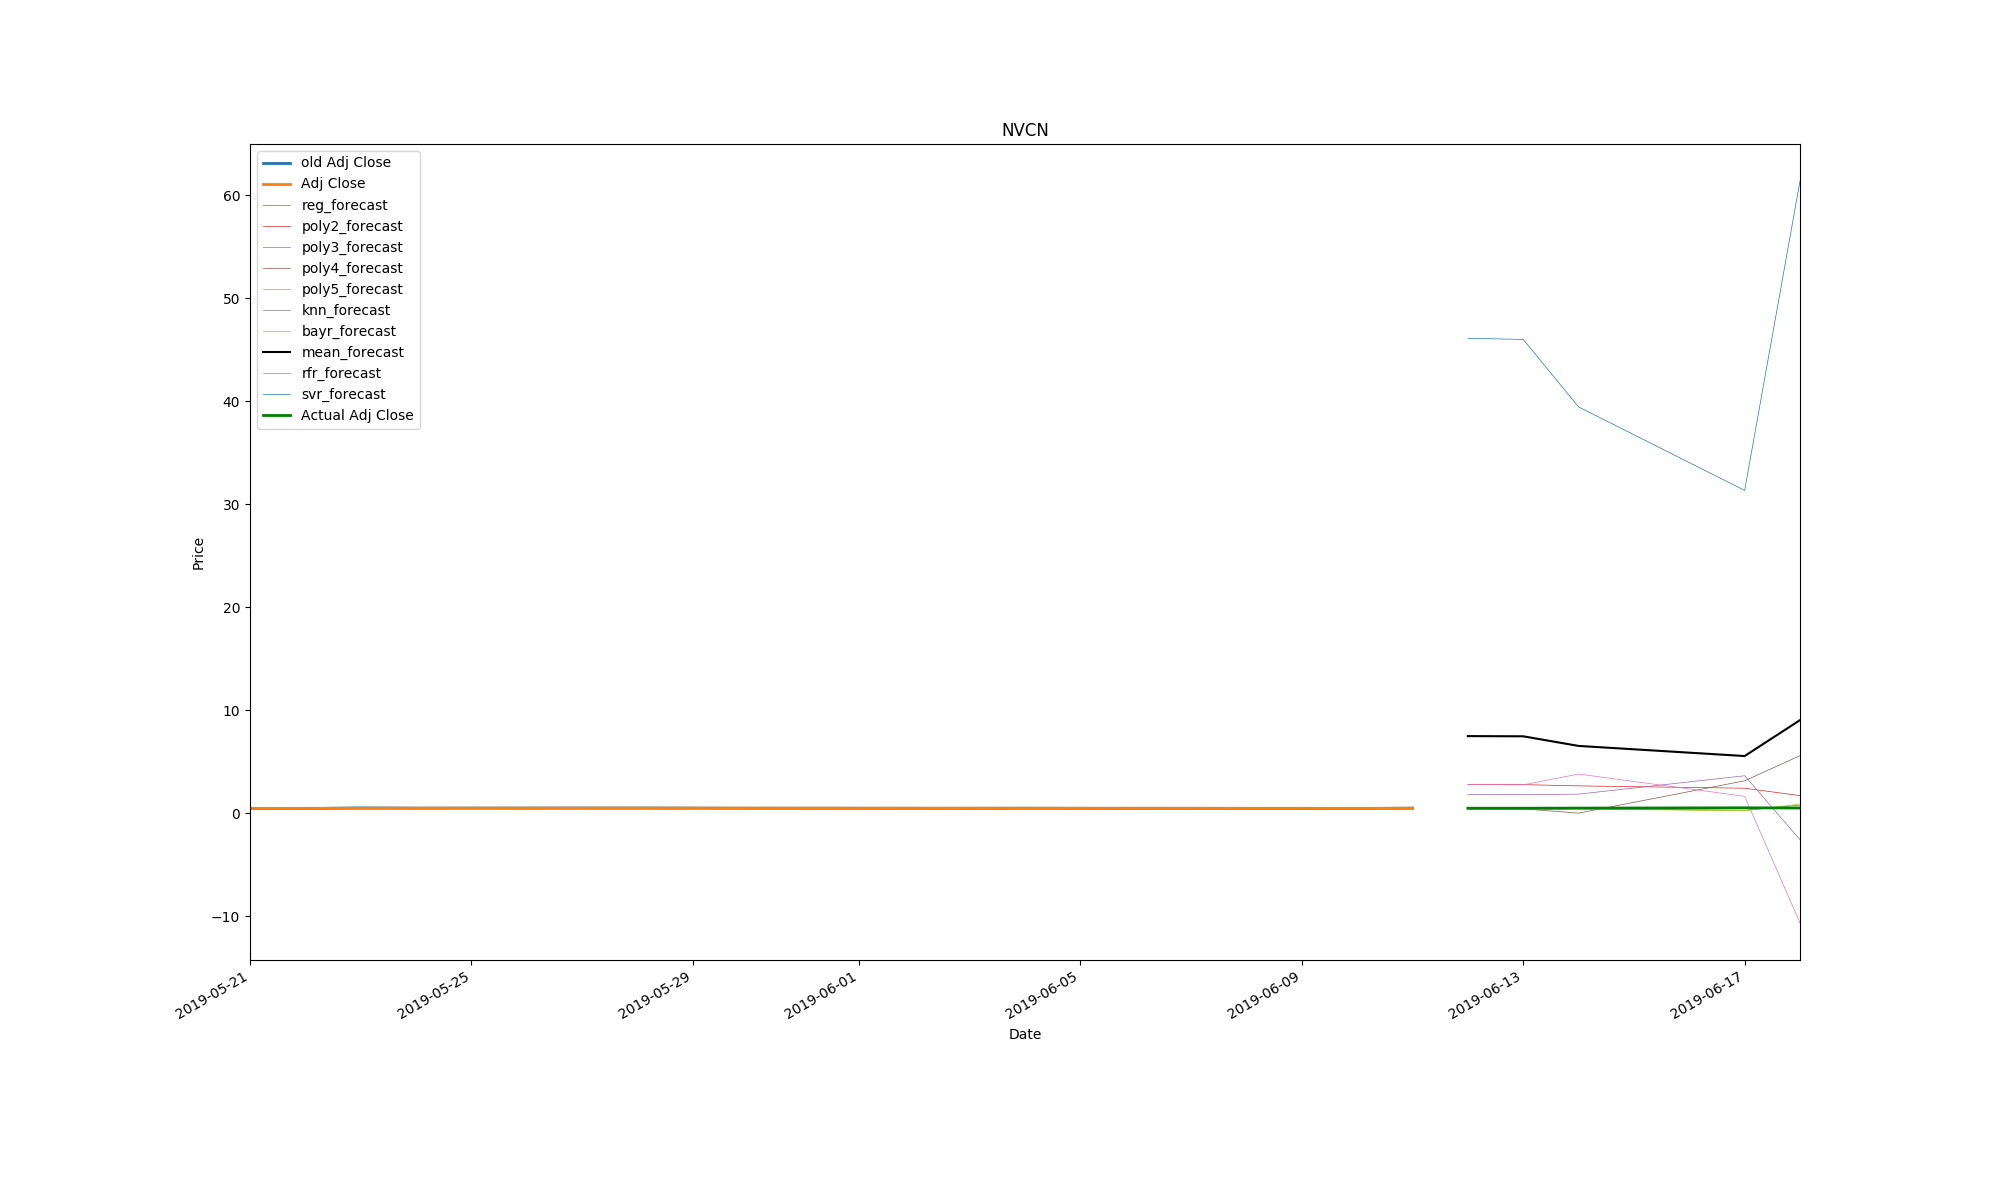 NVCN
old Adj Close
Adj Close
reg_forecast
poly2_forecast
poly3_forecast
poly4_forecast
poly5_forecast
knn_forecast
bayr_forecast
mean_forecast
rfr_forecast
svr_forecast
Actual Adj Close
60
50
40
30
20
10
0
−10
Price
2019-05-21
2019-05-25
2019-05-29
2019-06-01
2019-06-05
2019-06-09
2019-06-13
2019-06-17
Date